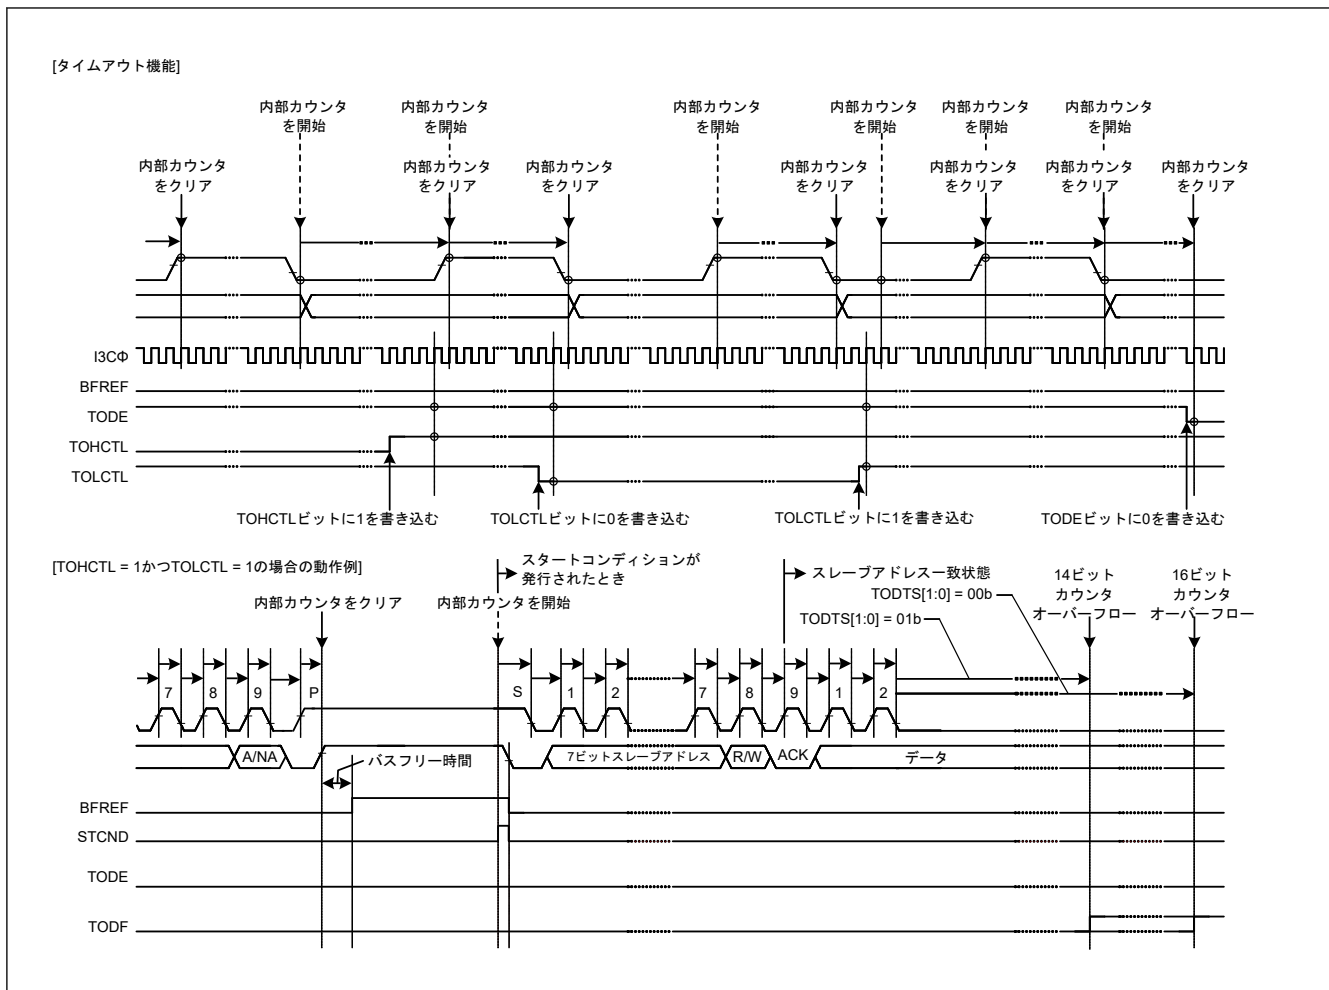 [タイムアウト機能]
内部カウンタ
を開始
内部カウンタ
を開始
内部カウンタ
を開始
内部カウンタ
を開始
内部カウンタ
を開始
内部カウンタ
を開始
内部カウンタ
をクリア
内部カウンタ
をクリア
内部カウンタ
をクリア
内部カウンタ
をクリア
内部カウンタ
をクリア
内部カウンタ
をクリア
内部カウンタ
をクリア
I3CΦ
BFREF
TODE
TOHCTL
TOLCTL
TOHCTLビットに1を書き込む
TOLCTLビットに0を書き込む
TOLCTLビットに1を書き込む
TODEビットに0を書き込む
[TOHCTL = 1かつTOLCTL = 1の場合の動作例]
スタートコンディションが
発行されたとき
スレーブアドレス一致状態
TODTS[1:0] = 00b
TODTS[1:0] = 01b
14ビット
カウンタ
オーバーフロー
16ビット
カウンタ
オーバーフロー
内部カウンタをクリア
内部カウンタを開始
7 8 9 P S 1 2 7 8 9 1 2
A/NA
バスフリー時間
7ビットスレーブアドレス
R/W
ACK
データ
BFREF
STCND
TODE
TODF